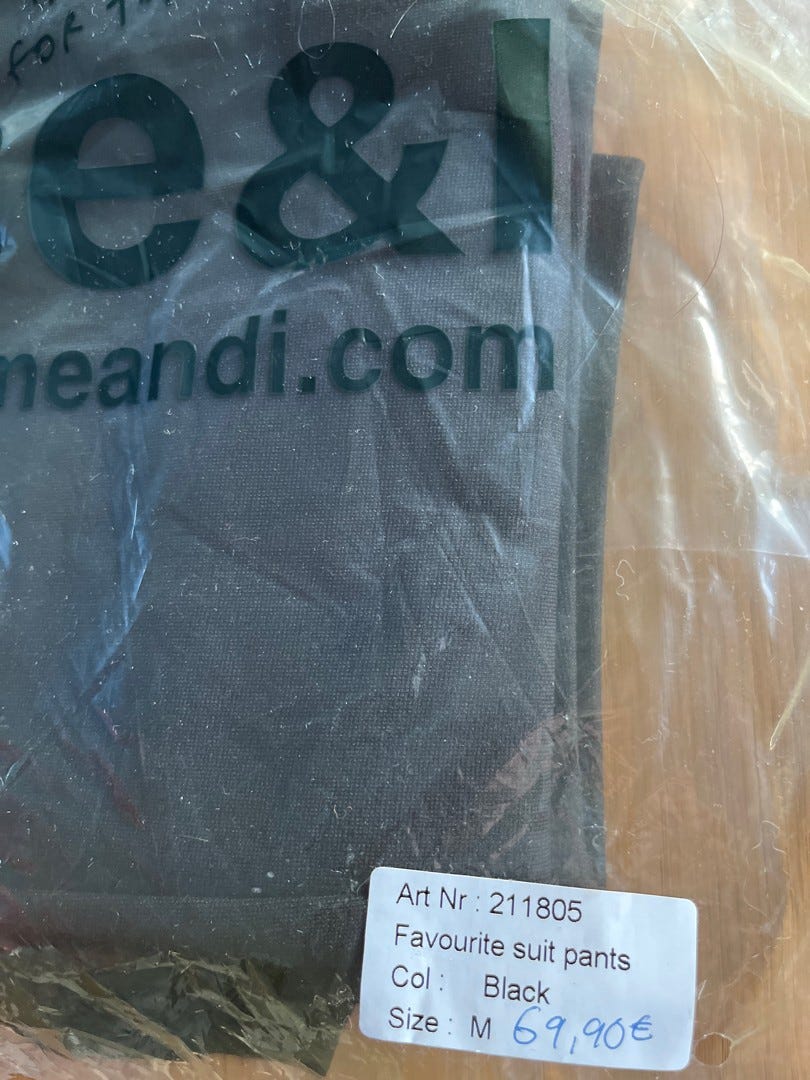 FOR
e&I
meandi.com
Art Nr : 211805
Favourite suit pants
Col : Black
Size : M 69,90€